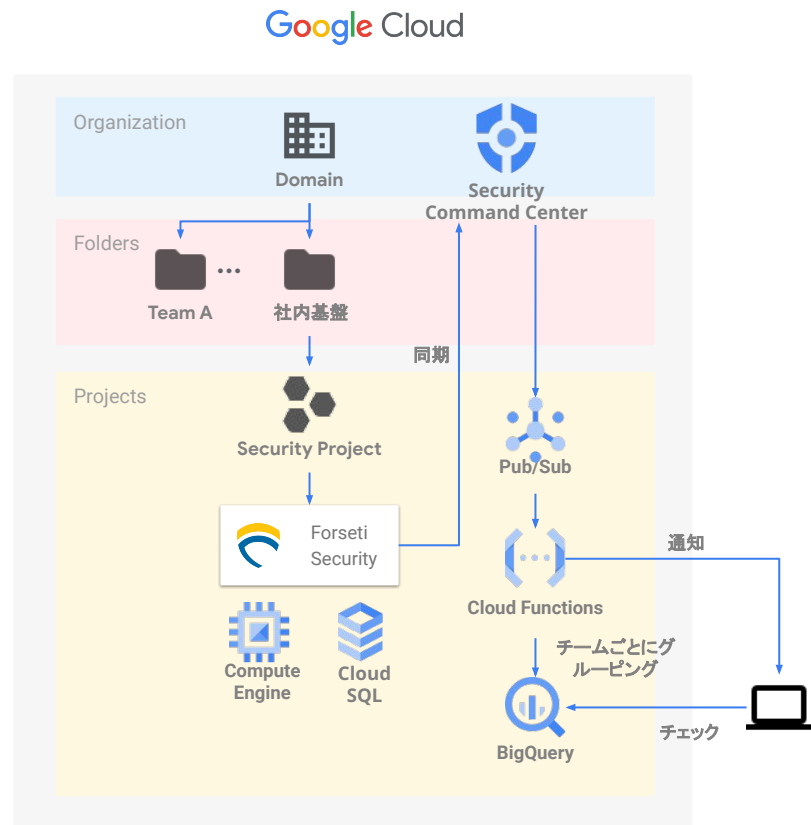 Google Cloud
Organization
Domain
Security
Command Center
Folders
Team A
社内基盤
同期
Projects
Security Project
Pub/Sub
Forseti
Security
通知
Cloud Functions
チームごとにグ
ルーピング
Compute
Engine
Cloud
SQL
チェック
BigQuery